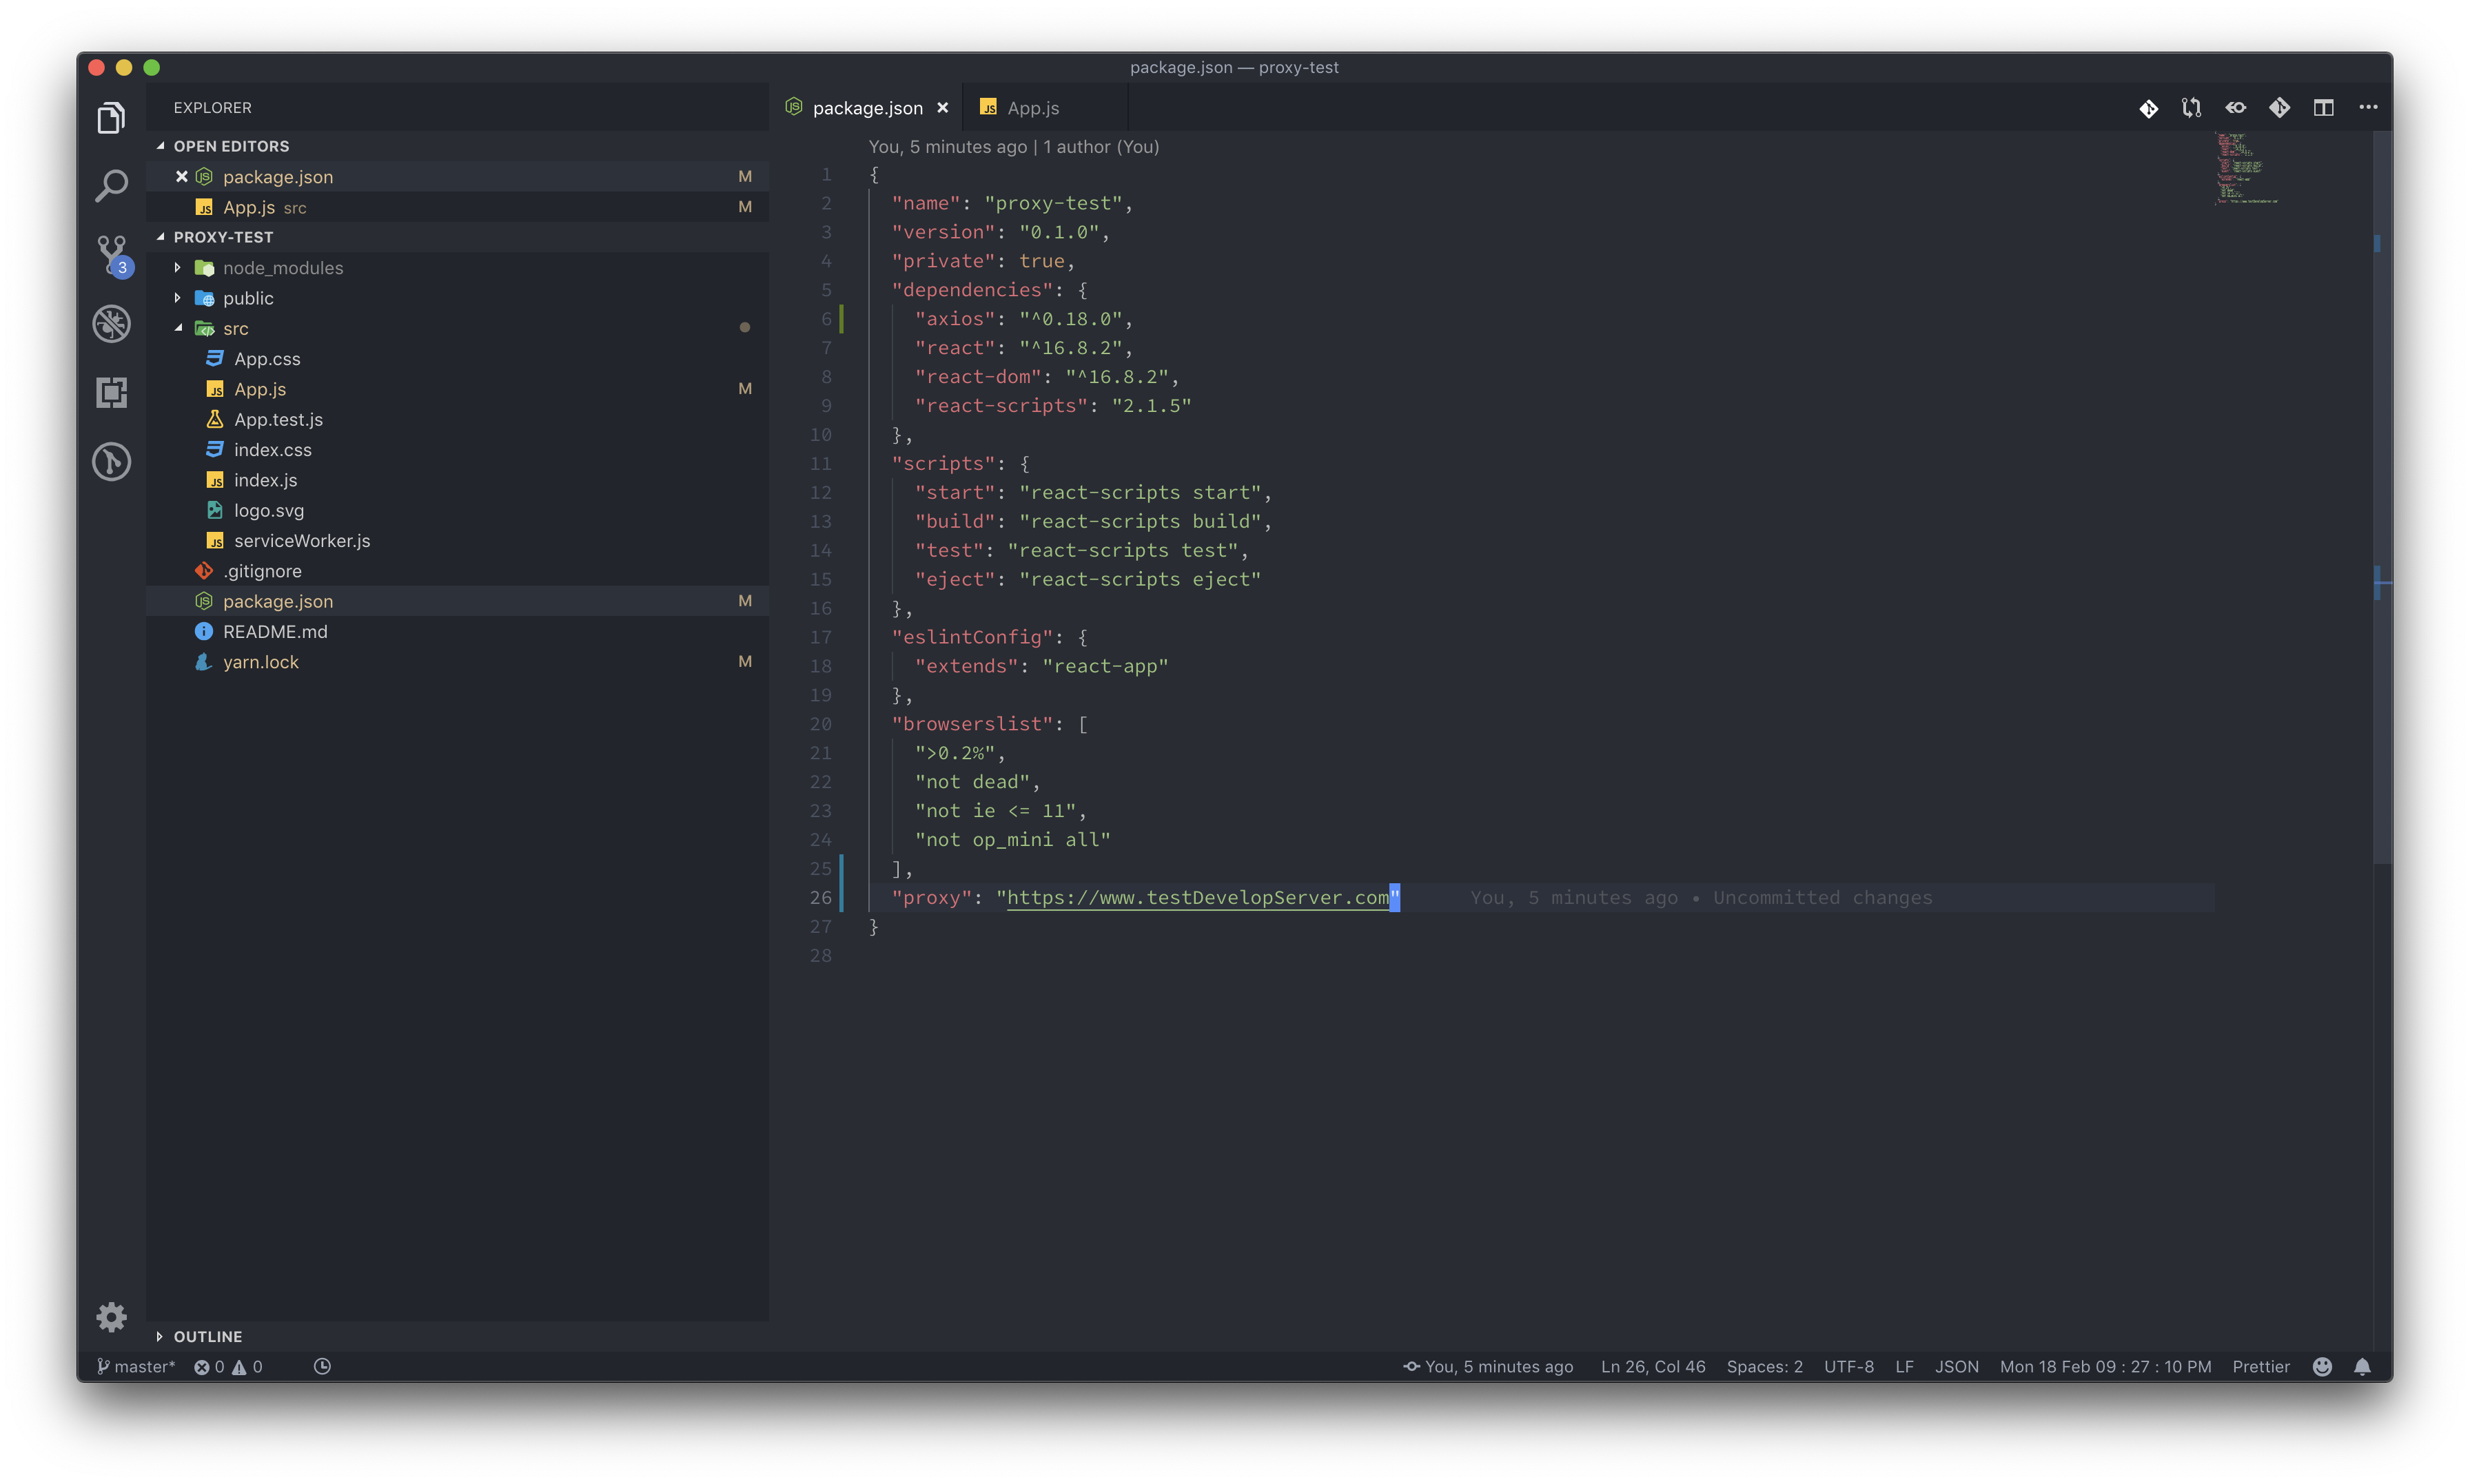 package.json — proxy-test
EXPLORER
OPEN EDITORS
package.json M
App.js src M
PROXY-TEST
node_modules
public
src
App.css
App.js M
App.test.js
index.css
index.js
logo.svg
serviceWorker.js
.gitignore
package.json M
README.md
yarn.lock M
OUTLINE
3
package.json App.js
You, 5 minutes ago | 1 author (You)
1 {
2 "name": "proxy-test",
3 "version": "0.1.0",
4 "private": true,
5 "dependencies": {
6 "axios": "^0.18.0",
7 "react": "^16.8.2",
8 "react-dom": "^16.8.2",
9 "react-scripts": "2.1.5"
10 },
11 "scripts": {
12 "start": "react-scripts start",
13 "build": "react-scripts build",
14 "test": "react-scripts test",
15 "eject": "react-scripts eject"
16 },
17 "eslintConfig": {
18 "extends": "react-app"
19 },
20 "browserslist": [
21 ">0.2%",
22 "not dead",
23 "not ie <= 11",
24 "not op_mini all"
25 ],
26 "proxy": "https://www.testDevelopServer.com" You, 5 minutes ago • Uncommitted changes
27 }
28
master* 0 0 You, 5 minutes ago Ln 26, Col 46 Spaces: 2 UTF-8 LF JSON Mon 18 Feb 09 : 27 : 10 PM Prettier